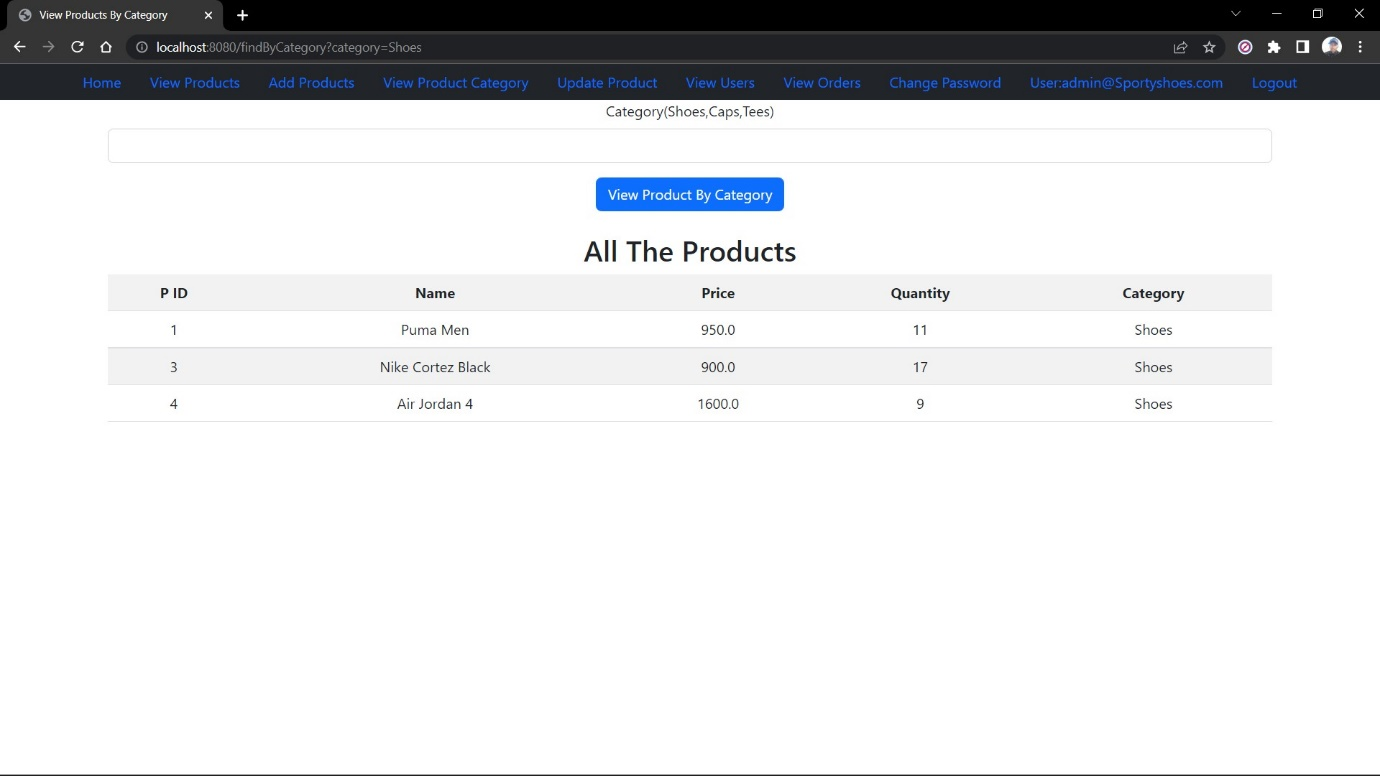 View Products By Category
localhost:8080/findByCategory?category=Shoes
Home View Products Add Products View Product Category Update Product View Users View Orders Change Password User:admin@Sportyshoes.com Logout
Category(Shoes,Caps,Tees)
View Product By Category
All The Products
P ID Name Price Quantity Category
1 Puma Men 950.0 11 Shoes
3 Nike Cortez Black 900.0 17 Shoes
4 Air Jordan 4 1600.0 9 Shoes